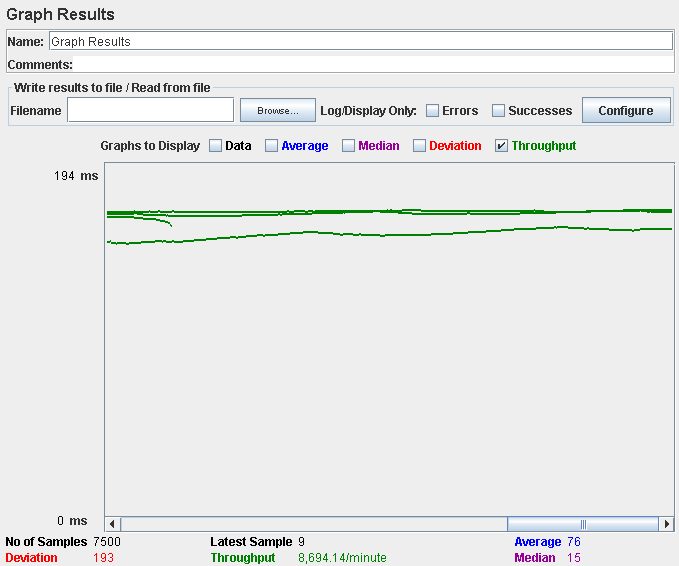 Graph Results
Name: Graph Results
Comments:
Write results to file / Read from file
Filename Browse... Log/Display Only: Errors Successes Configure
Graphs to Display Data Average Median Deviation Throughput
194 ms
0 ms
No of Samples 7500 Latest Sample 9 Average 76
Deviation 193 Throughput 8,694.14/minute Median 15